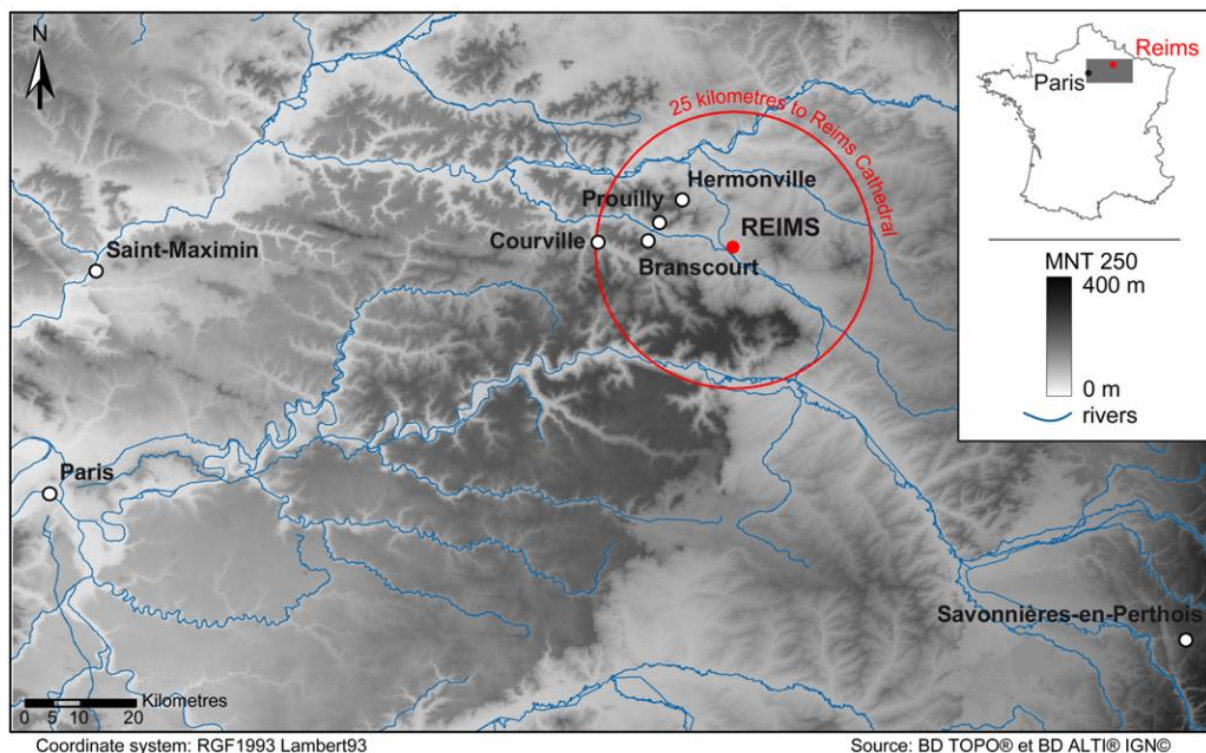 N
25 kilometres to Reims Cathedral
Hermonville
Prouilly
REIMS
Courville
Branscourt
Saint-Maximin
Paris
Savonnières-en-Perthois
0 5 10 20 Kilometres
Reims
Paris
MNT 250
400 m
0 m
rivers
Coordinate system: RGF1993 Lambert93
Source: BD TOPO® et BD ALTI® IGN©